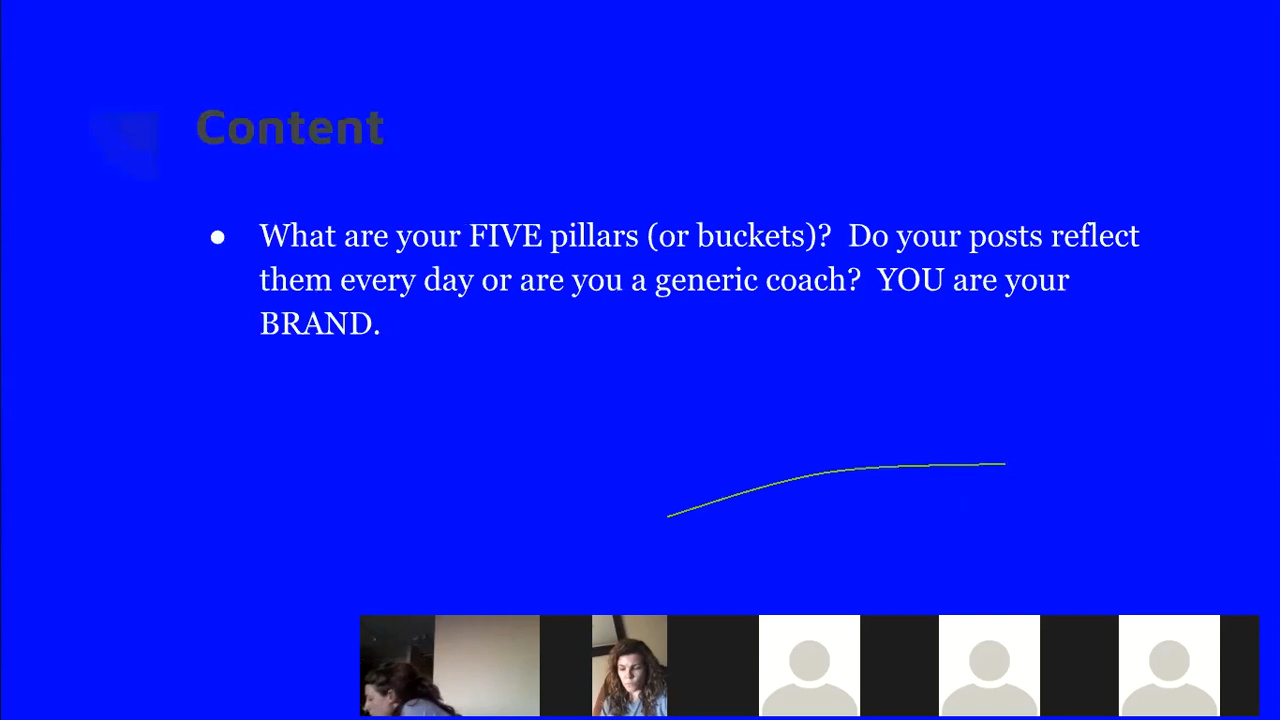 Content
● What are your FIVE pillars (or buckets)?  Do your posts reflect
them every day or are you a generic coach?  YOU are your
BRAND.